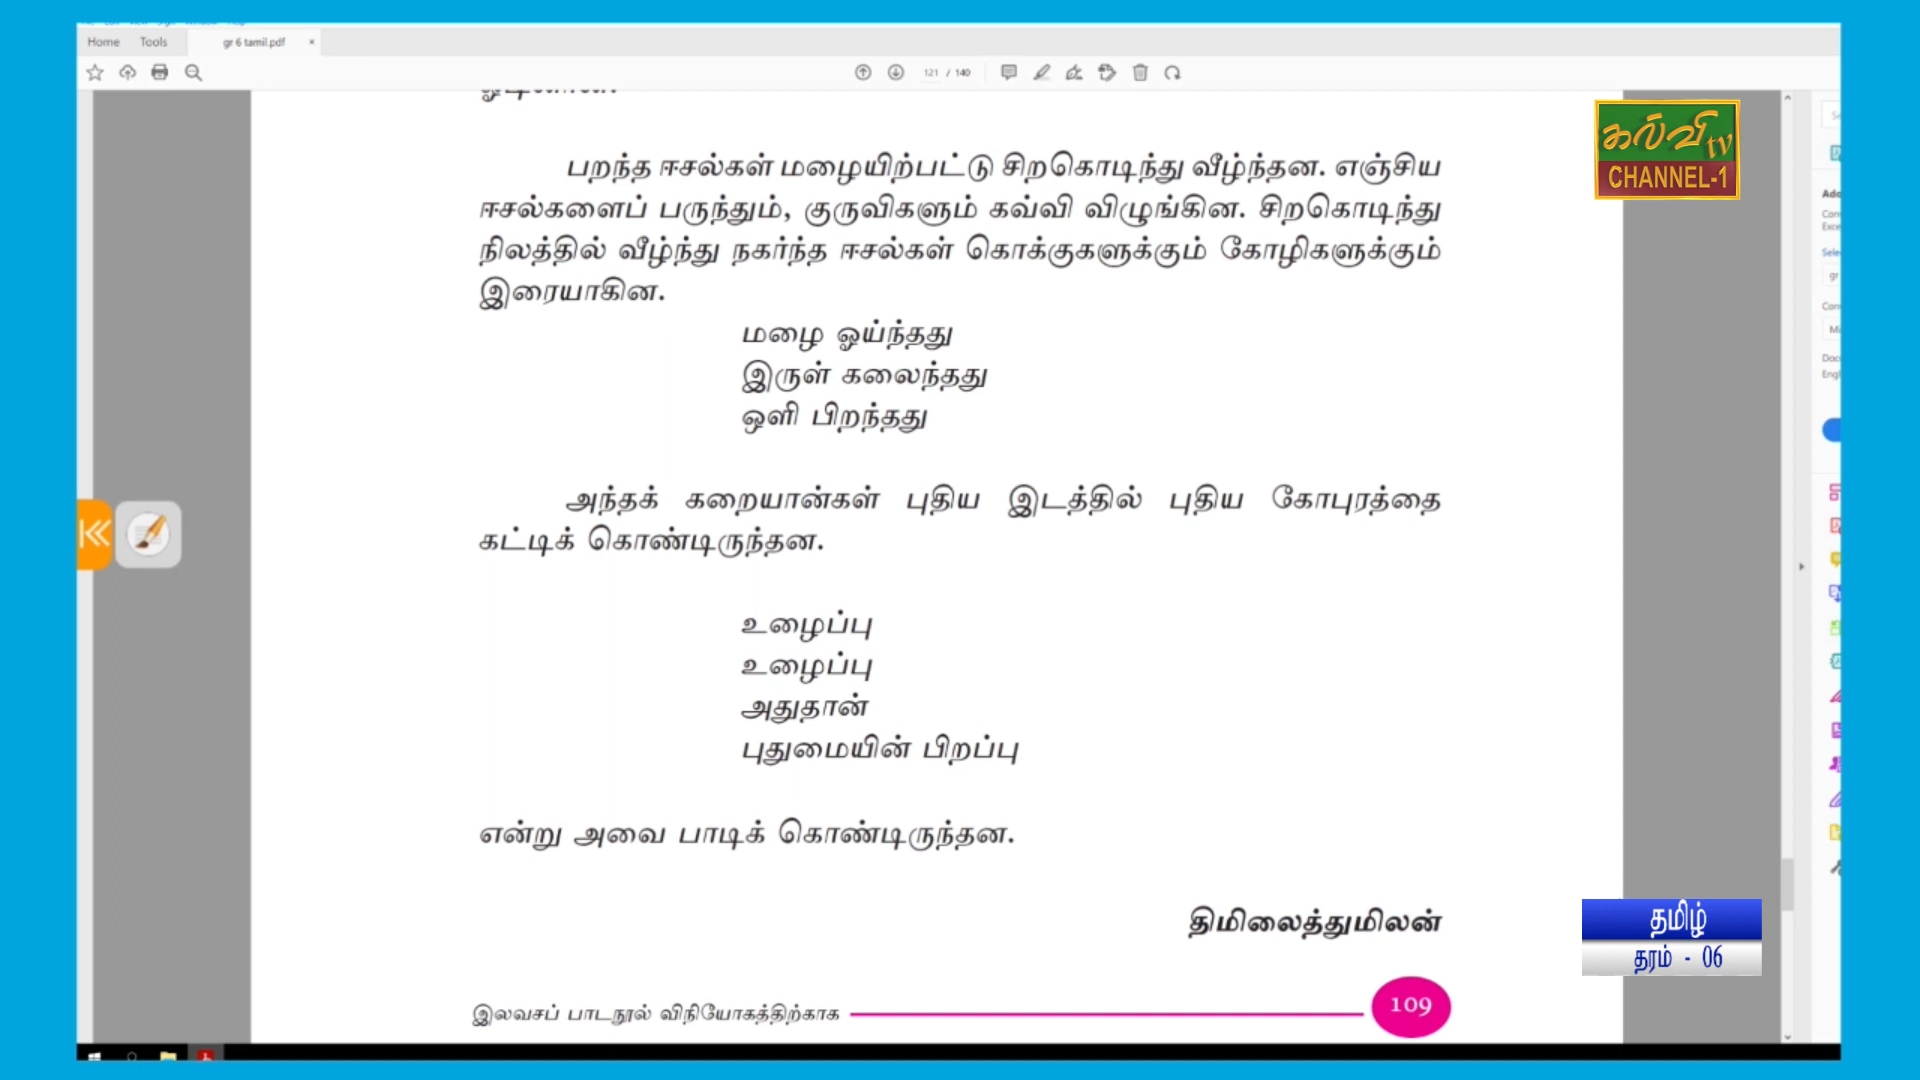 Home Tools gr 6 tamil.pdf ×
121 / 140
கல்வி tv
CHANNEL-1
பறந்த ஈசல்கள் மழையிற்பட்டு சிறகொடிந்து வீழ்ந்தன. எஞ்சிய
ஈசல்களைப் பருந்தும், குருவிகளும் கவ்வி விழுங்கின. சிறகொடிந்து
நிலத்தில் வீழ்ந்து நகர்ந்த ஈசல்கள் கொக்குகளுக்கும் கோழிகளுக்கும்
இரையாகின.
மழை ஓய்ந்தது
இருள் கலைந்தது
ஒளி பிறந்தது
அந்தக் கறையான்கள் புதிய இடத்தில் புதிய கோபுரத்தை
கட்டிக் கொண்டிருந்தன.
உழைப்பு
உழைப்பு
அதுதான்
புதுமையின் பிறப்பு
என்று அவை பாடிக் கொண்டிருந்தன.
திமிலைத்துமிலன்
தமிழ்
தரம் - 06
இலவசப் பாடநூல் விநியோகத்திற்காக
109